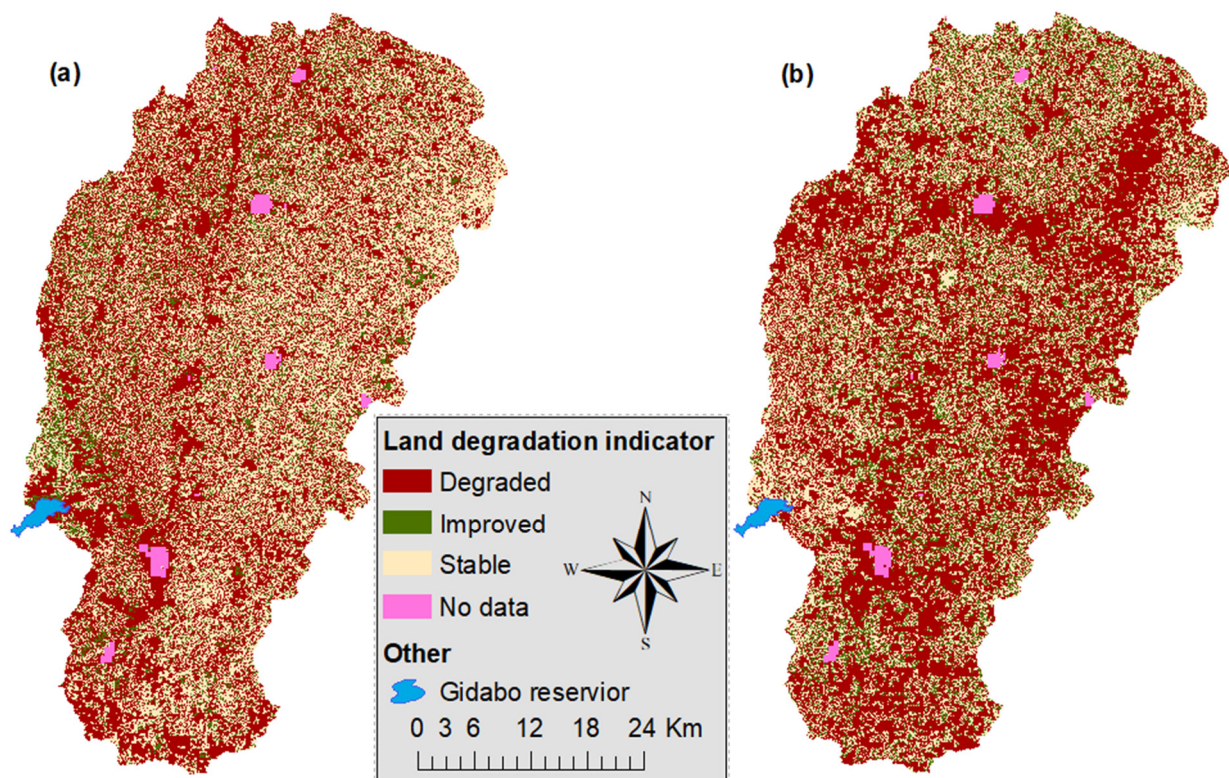 (a)
(b)
Land degradation indicator
Degraded
Improved
Stable
No data
N
W E
S
Other
Gidabo reservior
0 3 6 12 18 24 Km